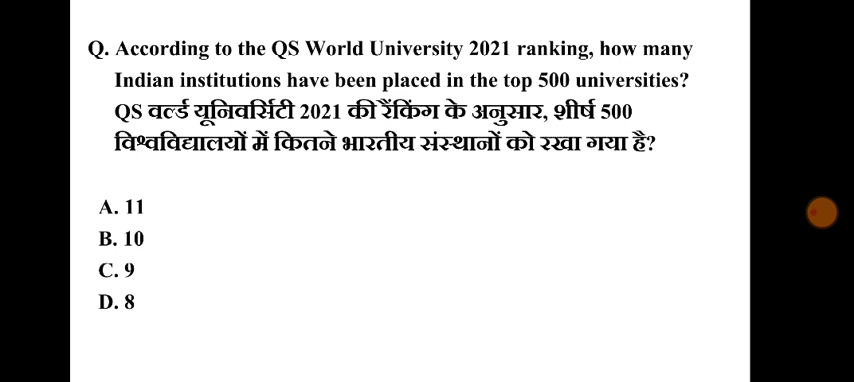 Q. According to the QS World University 2021 ranking, how many
Indian institutions have been placed in the top 500 universities?
QS वर्ल्ड यूनिवर्सिटी 2021 की रैंकिंग के अनुसार, शीर्ष 500
विश्वविद्यालयों में कितने भारतीय संस्थानों को रखा गया है?
A. 11
B. 10
C. 9
D. 8